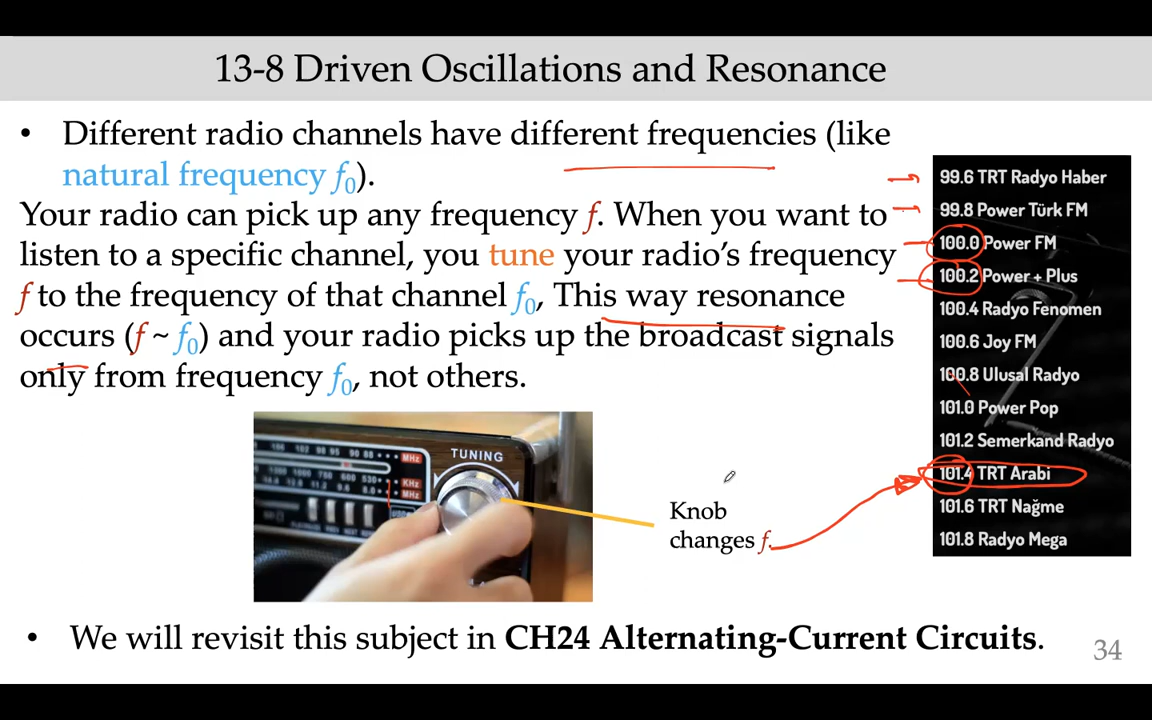 13-8 Driven Oscillations and Resonance
• Different radio channels have different frequencies (like
natural frequency f₀).
Your radio can pick up any frequency f. When you want to
listen to a specific channel, you tune your radio's frequency
f to the frequency of that channel f₀, This way resonance
occurs (f ~ f₀) and your radio picks up the broadcast signals
only from frequency f₀, not others.
99.6 TRT Radyo Haber
99.8 Power Türk FM
100.0 Power FM
100.2 Power + Plus
100.4 Radyo Fenomen
100.6 Joy FM
100.8 Ulusal Radyo
101.0 Power Pop
101.2 Semerkand Radyo
101.4 TRT Arabi
101.6 TRT Nağme
101.8 Radyo Mega
TUNING
MHz
KHz
MHz
Knob
changes f.
• We will revisit this subject in CH24 Alternating-Current Circuits.
34